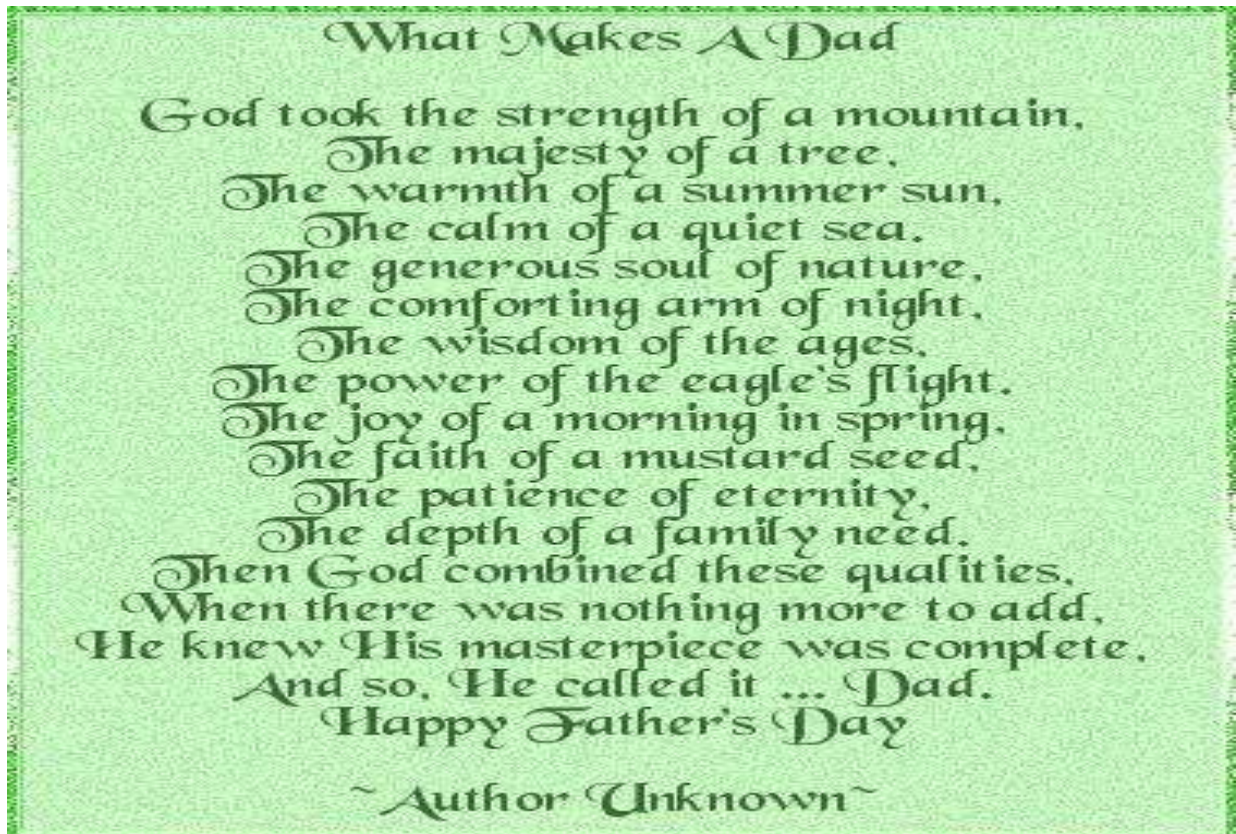 What Makes A Dad
God took the strength of a mountain,
The majesty of a tree,
The warmth of a summer sun,
The calm of a quiet sea,
The generous soul of nature,
The comforting arm of night,
The wisdom of the ages,
The power of the eagle's flight,
The joy of a morning in spring,
The faith of a mustard seed,
The patience of eternity,
The depth of a family need,
Then God combined these qualities,
When there was nothing more to add,
He knew His masterpiece was complete,
And so, He called it ... Dad.
Happy Father's Day
~Author Unknown~